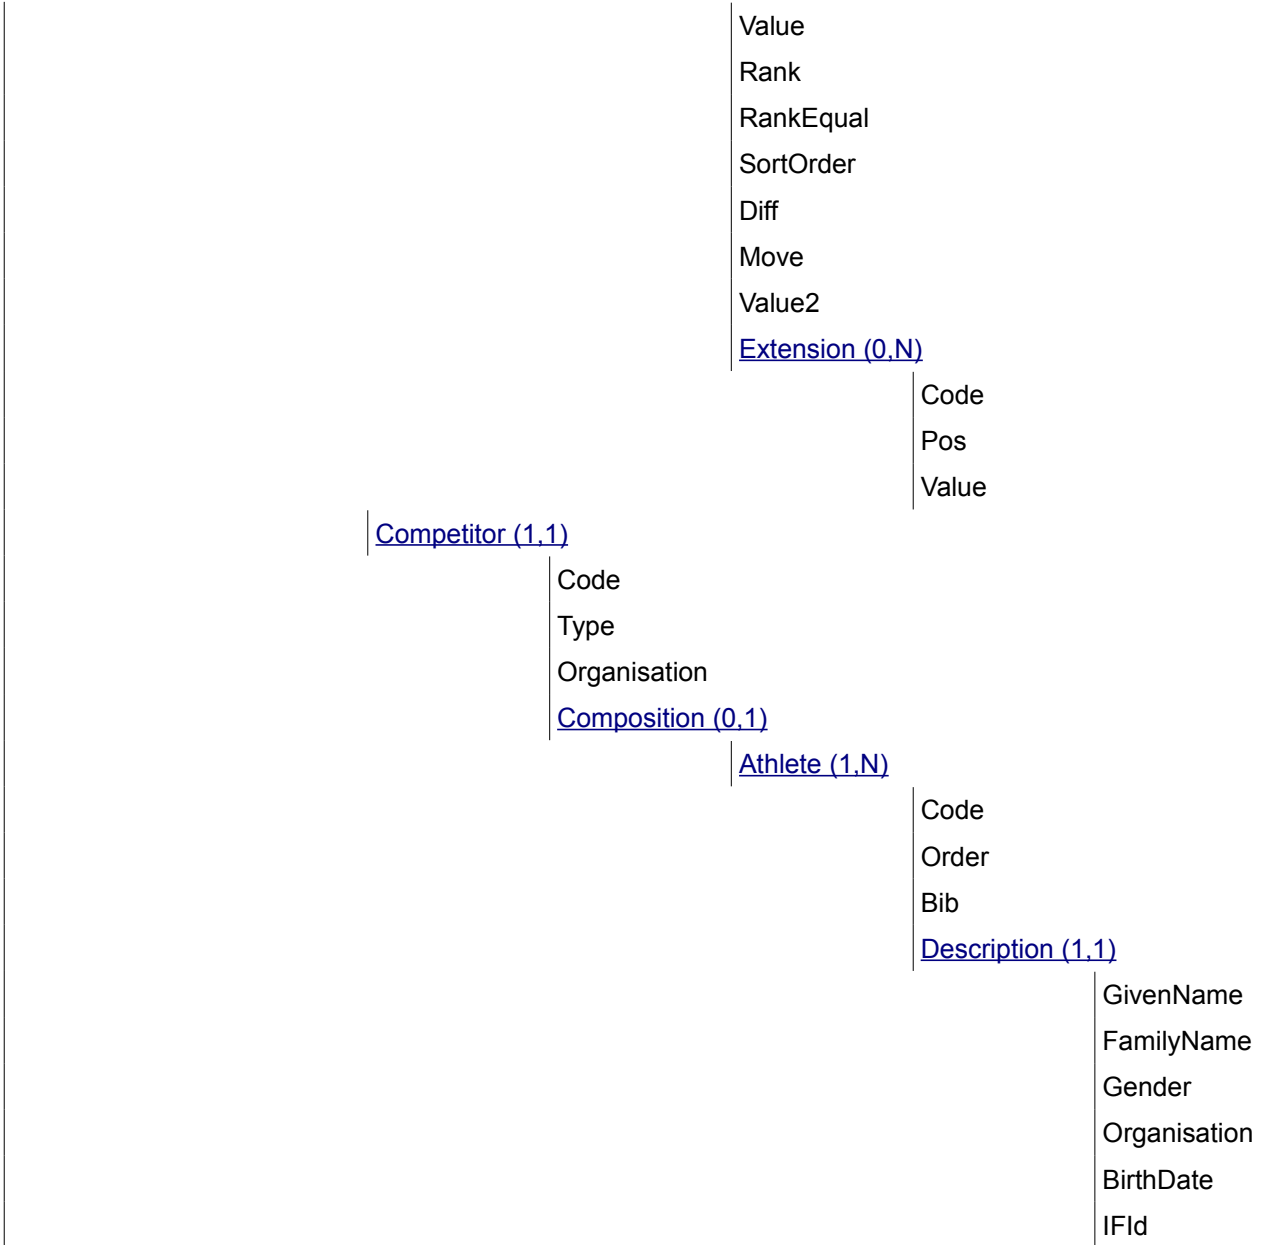 Value
Rank
RankEqual
SortOrder
Diff
Move
Value2
Extension (0,N)
Code
Pos
Value
Competitor (1,1)
Code
Type
Organisation
Composition (0,1)
Athlete (1,N)
Code
Order
Bib
Description (1,1)
GivenName
FamilyName
Gender
Organisation
BirthDate
IFId